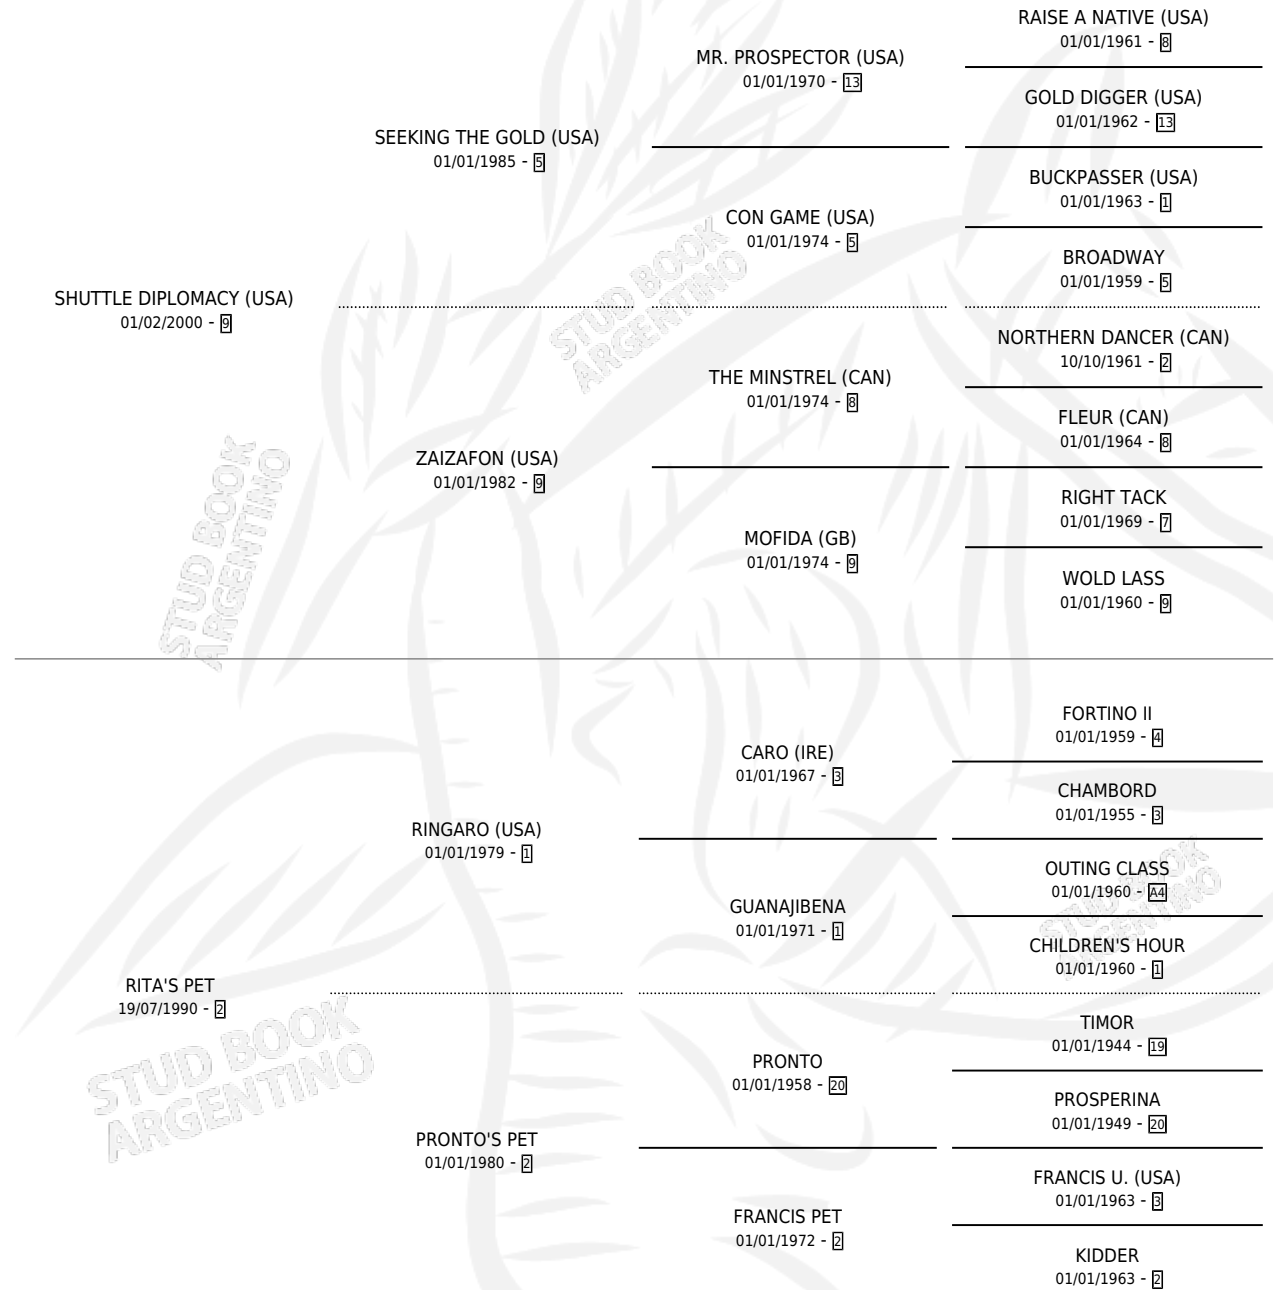 RAISE A NATIVE (USA)
01/01/1961 - 8
MR. PROSPECTOR (USA)
01/01/1970 - 13
GOLD DIGGER (USA)
01/01/1962 - 13
SEEKING THE GOLD (USA)
01/01/1985 - 5
BUCKPASSER (USA)
01/01/1963 - 1
CON GAME (USA)
01/01/1974 - 5
BROADWAY
01/01/1959 - 5
SHUTTLE DIPLOMACY (USA)
01/02/2000 - 9
NORTHERN DANCER (CAN)
10/10/1961 - 2
THE MINSTREL (CAN)
01/01/1974 - 8
FLEUR (CAN)
01/01/1964 - 8
ZAIZAFON (USA)
01/01/1982 - 9
RIGHT TACK
01/01/1969 - 7
MOFIDA (GB)
01/01/1974 - 9
WOLD LASS
01/01/1960 - 9
FORTINO II
01/01/1959 - 4
CARO (IRE)
01/01/1967 - 3
CHAMBORD
01/01/1955 - 3
RINGARO (USA)
01/01/1979 - 1
OUTING CLASS
01/01/1960 - A4
GUANAJIBENA
01/01/1971 - 1
CHILDREN'S HOUR
01/01/1960 - 1
RITA'S PET
19/07/1990 - 2
TIMOR
01/01/1944 - 19
PRONTO
01/01/1958 - 20
PROSPERINA
01/01/1949 - 20
PRONTO'S PET
01/01/1980 - 2
FRANCIS U. (USA)
01/01/1963 - 3
FRANCIS PET
01/01/1972 - 2
KIDDER
01/01/1963 - 2
STUD BOOK
ARGENTINO
STUD BOOK
ARGENTINO
STUD BOOK
ARGENTINO
STUD BOOK
ARGENTINO